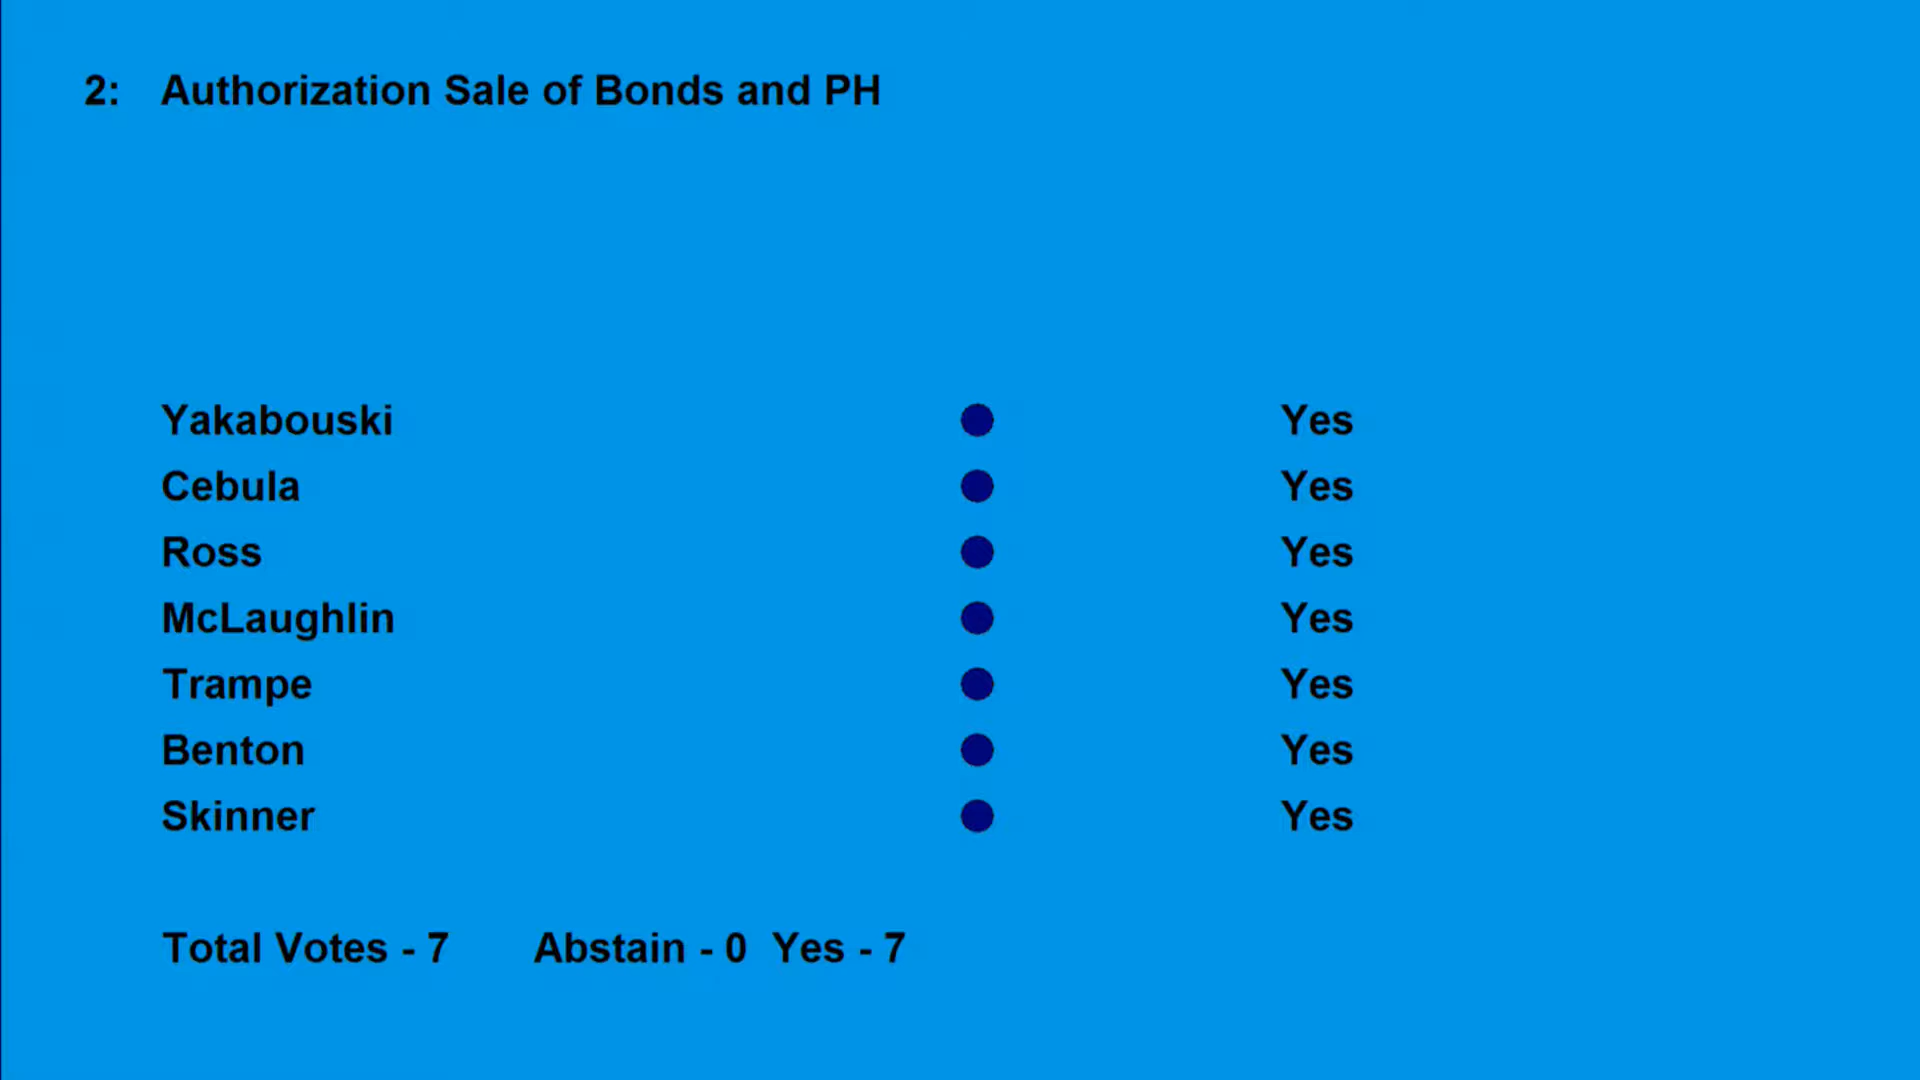 2: Authorization Sale of Bonds and PH
Yakabouski Yes
Cebula Yes
Ross Yes
McLaughlin Yes
Trampe Yes
Benton Yes
Skinner Yes
Total Votes - 7 Abstain - 0 Yes - 7